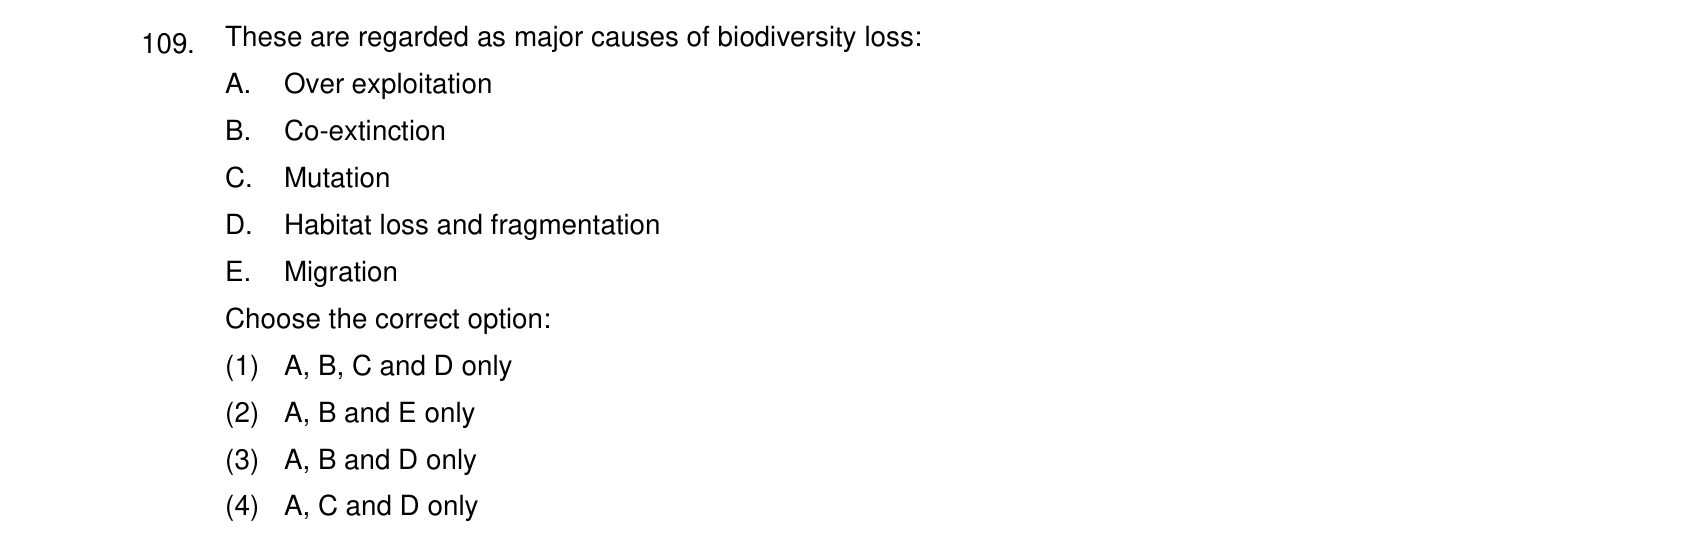 109. These are regarded as major causes of biodiversity loss:
A. Over exploitation
B. Co-extinction
C. Mutation
D. Habitat loss and fragmentation
E. Migration
Choose the correct option:
(1) A, B, C and D only
(2) A, B and E only
(3) A, B and D only
(4) A, C and D only